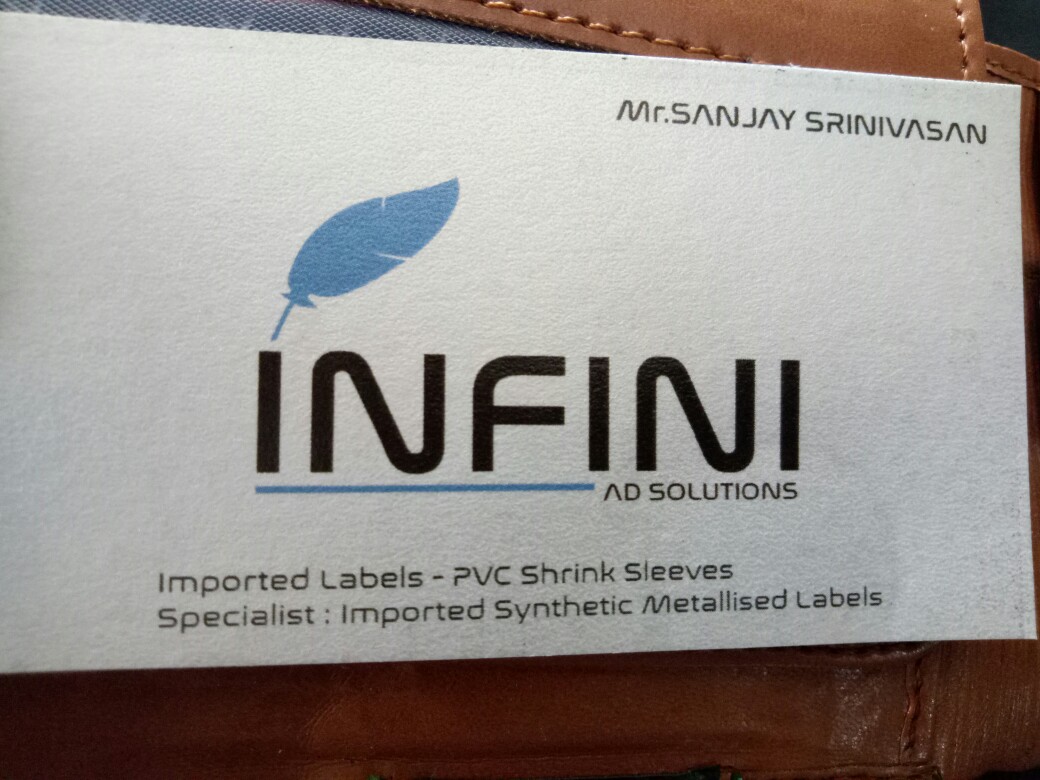 Mr.SANJAY SRINIVASAN
INFINI
AD SOLUTIONS
Imported Labels - PVC Shrink Sleeves
Specialist : Imported Synthetic Metallised Labels